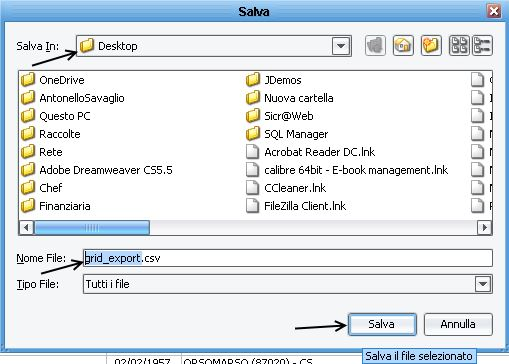 Salva
Salva In:
Desktop
OneDrive
AntonelloSavaglio
Questo PC
Raccolte
Rete
Adobe Dreamweaver CS5.5
Chef
Finanziaria
JDemos
Nuova cartella
Sicr@Web
SQL Manager
Acrobat Reader DC.lnk
calibre 64bit - E-book management.lnk
CCleaner.lnk
FileZilla Client.lnk
Nome File:
grid_export.csv
Tipo File:
Tutti i file
Salva
Annulla
Salva il file selezionato
02/02/1957
ORSOMARSO (87020) - CS